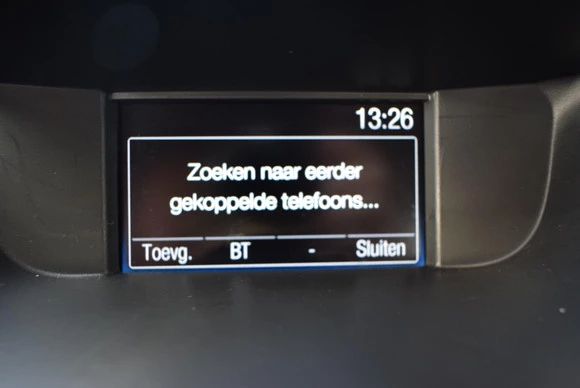 13:26
Zoeken naar eerder
gekoppelde telefoons...
Toevg. BT - Sluiten